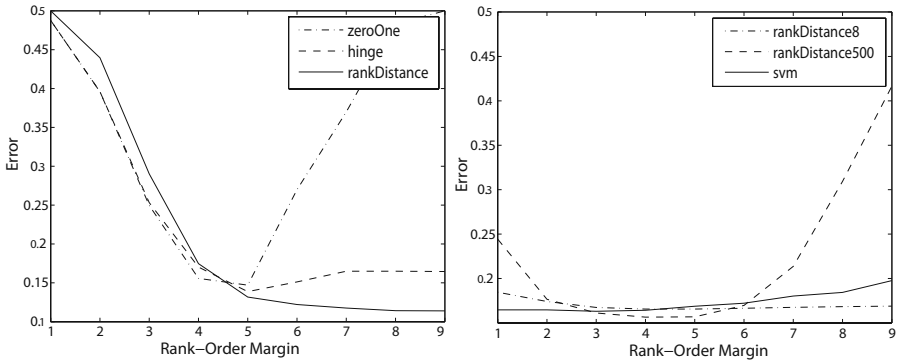 0.5
0.45
0.4
0.35
0.3
0.25
0.2
0.15
0.1
Error
1 2 3 4 5 6 7 8 9
Rank−Order Margin
zeroOne
hinge
rankDistance
0.5
0.45
0.4
0.35
0.3
0.25
0.2
Error
1 2 3 4 5 6 7 8 9
Rank−Order Margin
rankDistance8
rankDistance500
svm